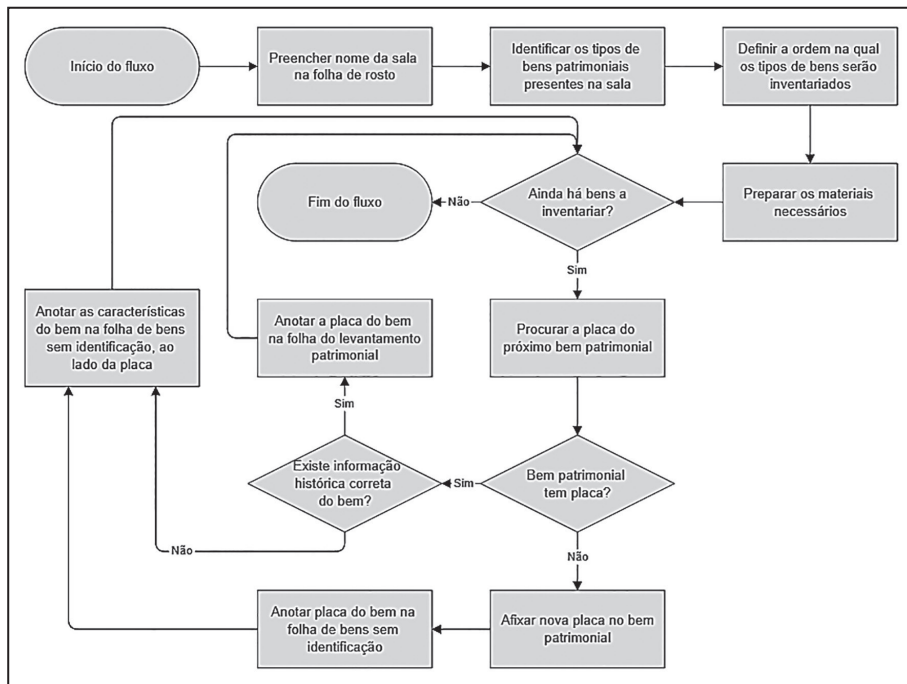 Início do fluxo
Preencher nome da sala
na folha de rosto
Identificar os tipos de
bens patrimoniais
presentes na sala
Definir a ordem na qual
os tipos de bens serão
inventariados
Preparar os materiais
necessários
Ainda há bens a
inventariar?
Não
Fim do fluxo
Sim
Procurar a placa do
próximo bem patrimonial
Anotar a placa do bem
na folha do levantamento
patrimonial
Anotar as características
do bem na folha de bens
sem identificação, ao
lado da placa
Sim
Bem patrimonial
tem placa?
Sim
Existe informação
histórica correta
do bem?
Não
Não
Afixar nova placa no bem
patrimonial
Anotar placa do bem na
folha de bens sem
identificação